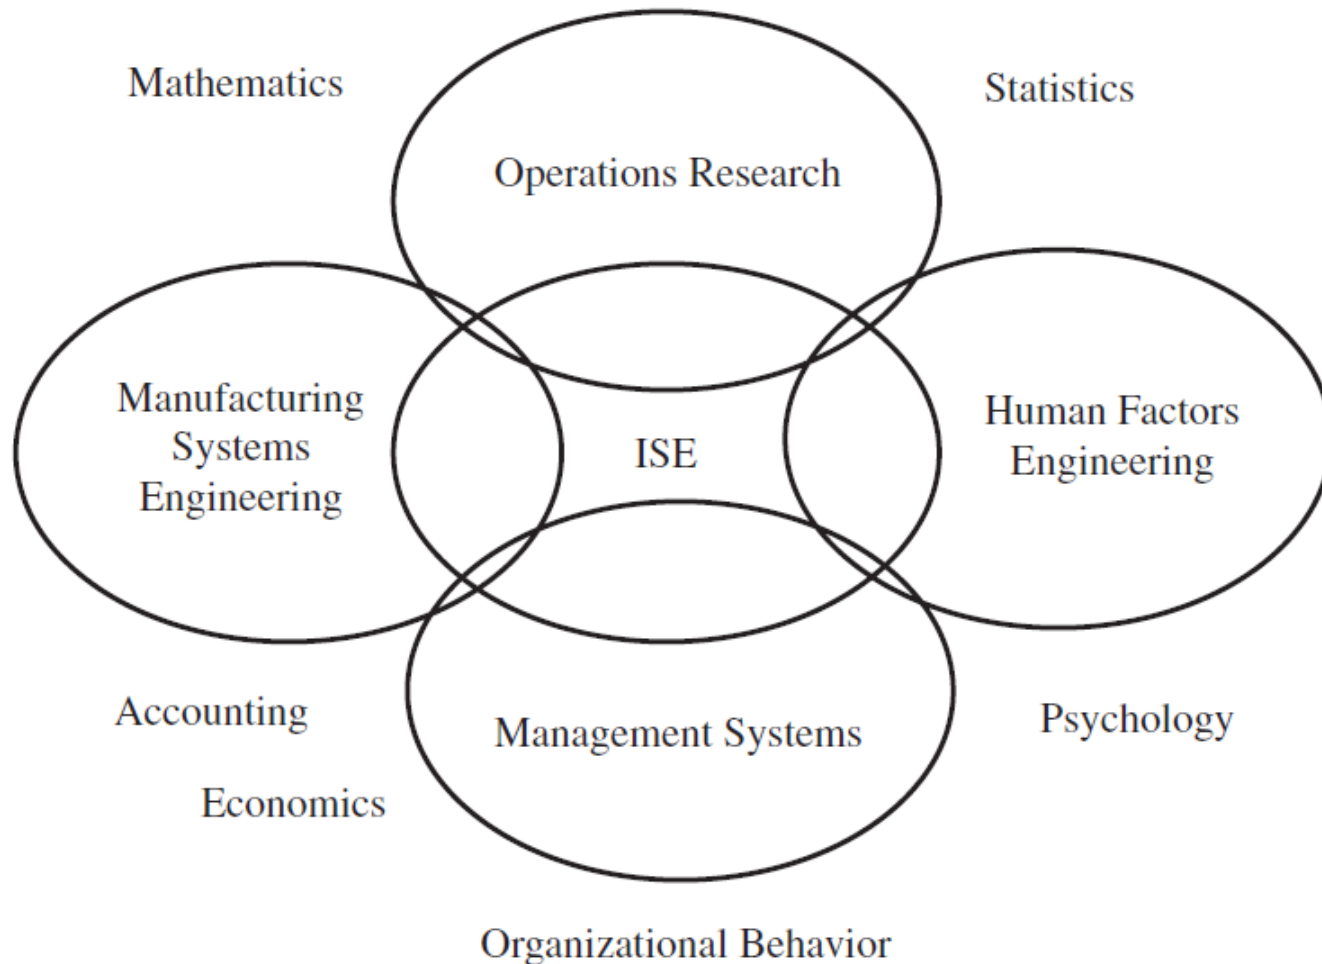 Mathematics
Statistics
Operations Research
Manufacturing
Systems
Engineering
ISE
Human Factors
Engineering
Accounting
Management Systems
Psychology
Economics
Organizational Behavior